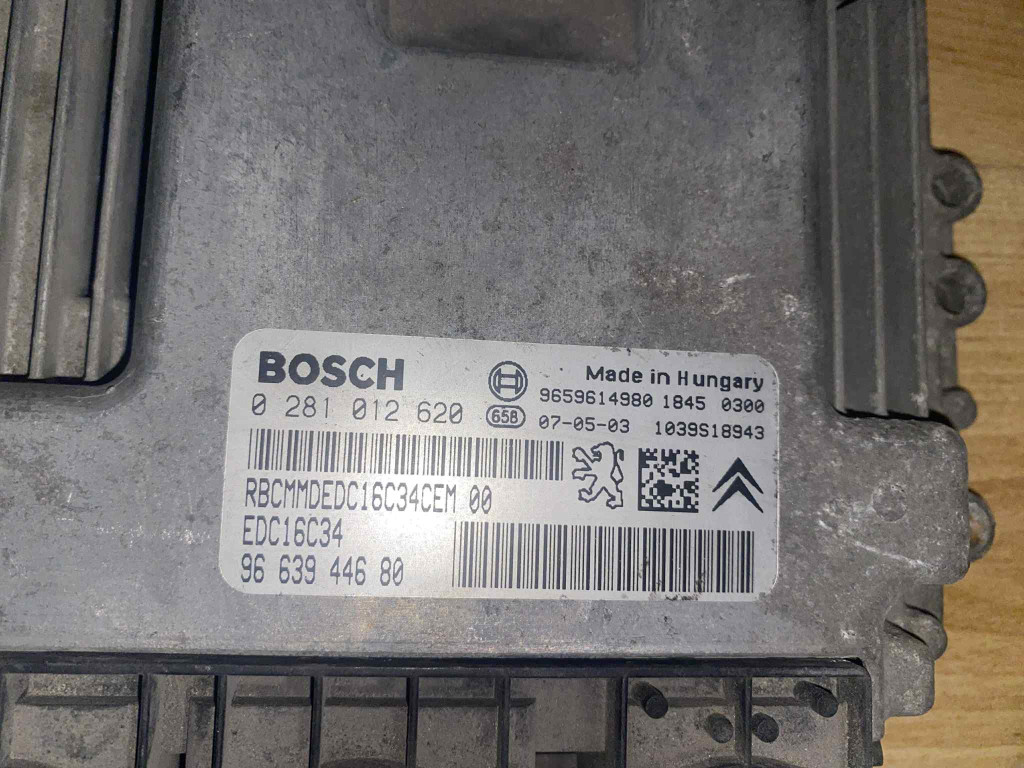 BOSCH
Made in Hungary
9659614980 1845 0300
0 281 012 620
658
07-05-03 1039S18943
RBCMMDEDC16C34CEM 00
EDC16C34
96 639 446 80